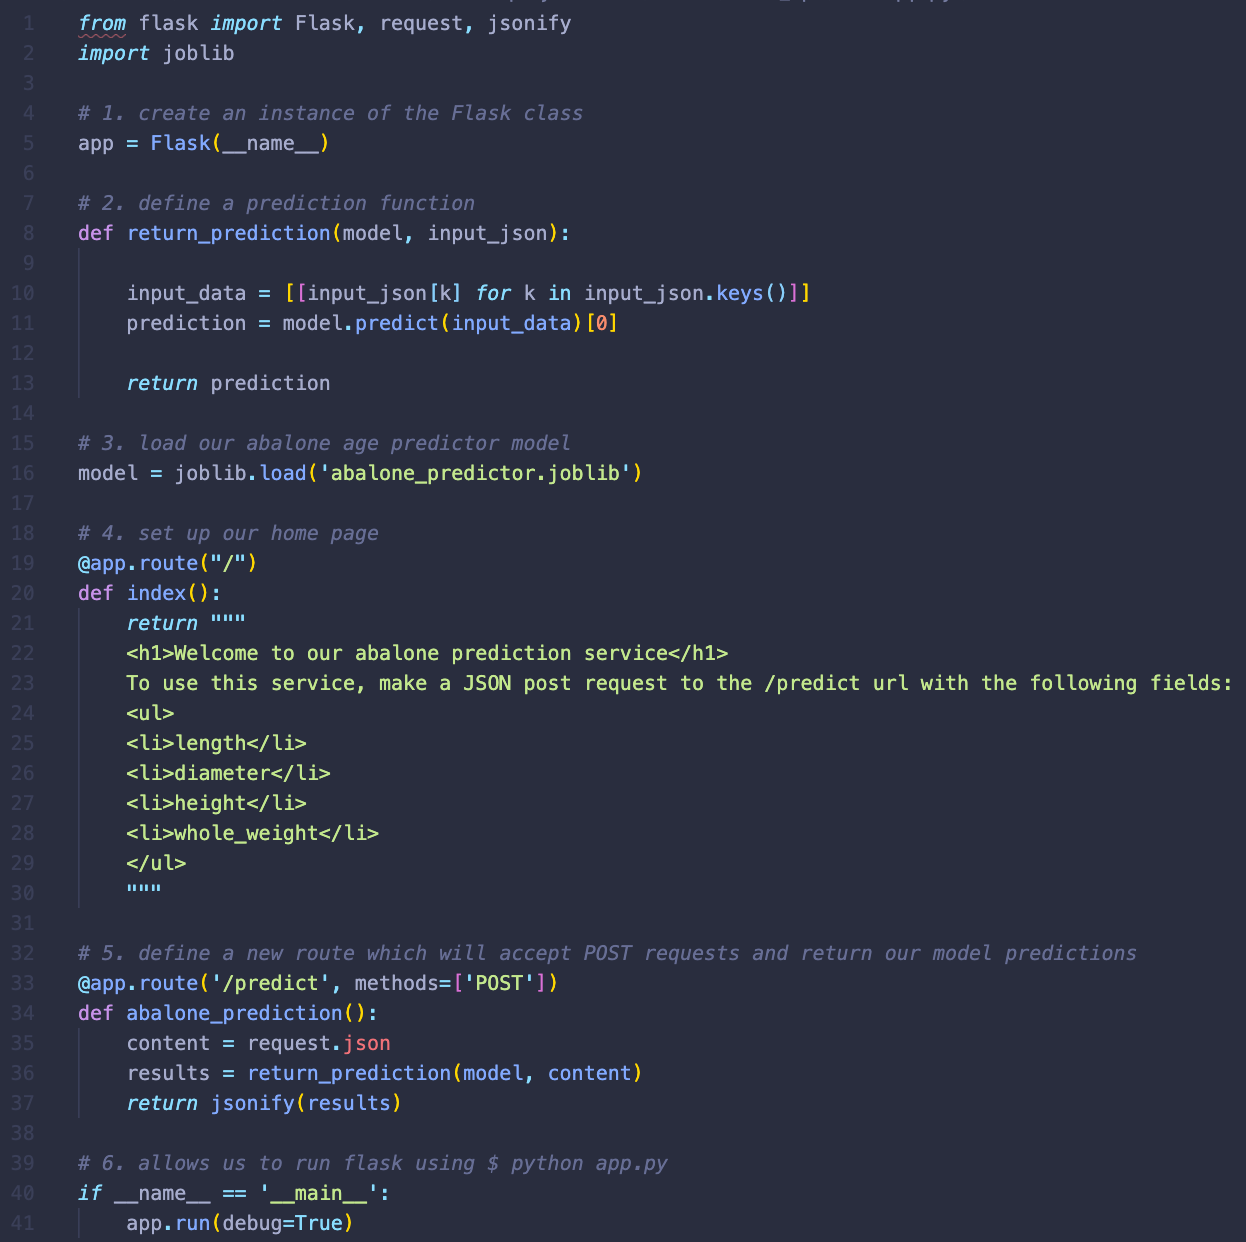 1 from flask import Flask, request, jsonify
2 import joblib
3
4 # 1. create an instance of the Flask class
5 app = Flask(__name__)
6
7 # 2. define a prediction function
8 def return_prediction(model, input_json):
9
10     input_data = [[input_json[k] for k in input_json.keys()]]
11     prediction = model.predict(input_data)[0]
12
13     return prediction
14
15 # 3. load our abalone age predictor model
16 model = joblib.load('abalone_predictor.joblib')
17
18 # 4. set up our home page
19 @app.route("/")
20 def index():
21     return """
22     <h1>Welcome to our abalone prediction service</h1>
23     To use this service, make a JSON post request to the /predict url with the following fields:
24     <ul>
25     <li>length</li>
26     <li>diameter</li>
27     <li>height</li>
28     <li>whole_weight</li>
29     </ul>
30     """
31
32 # 5. define a new route which will accept POST requests and return our model predictions
33 @app.route('/predict', methods=['POST'])
34 def abalone_prediction():
35     content = request.json
36     results = return_prediction(model, content)
37     return jsonify(results)
38
39 # 6. allows us to run flask using $ python app.py
40 if __name__ == '__main__':
41     app.run(debug=True)